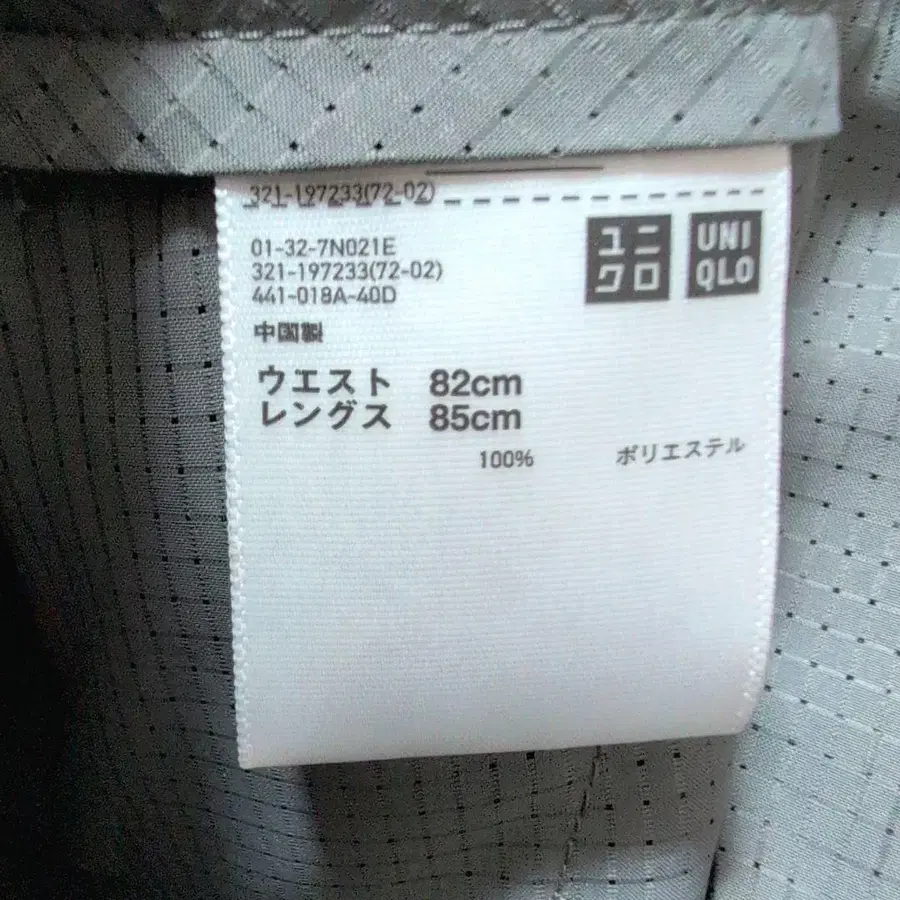 321-197233(72-02)
ユニ
クロ
UNI
QLO
01-32-7N021E
321-197233(72-02)
441-018A-40D
中国製
ウエスト 82cm
レングス 85cm
100% ポリエステル